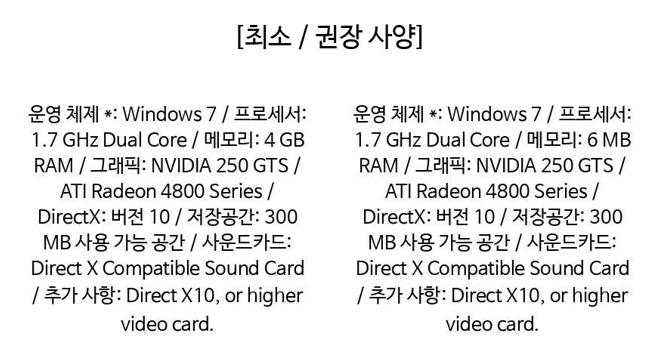 [최소 / 권장 사양]
운영 체제 *: Windows 7 / 프로세서:
1.7 GHz Dual Core / 메모리: 4 GB
RAM / 그래픽: NVIDIA 250 GTS /
ATI Radeon 4800 Series /
DirectX: 버전 10 / 저장공간: 300
MB 사용 가능 공간 / 사운드카드:
Direct X Compatible Sound Card
/ 추가 사항: Direct X10, or higher
video card.
운영 체제 *: Windows 7 / 프로세서:
1.7 GHz Dual Core / 메모리: 6 MB
RAM / 그래픽: NVIDIA 250 GTS /
ATI Radeon 4800 Series /
DirectX: 버전 10 / 저장공간: 300
MB 사용 가능 공간 / 사운드카드:
Direct X Compatible Sound Card
/ 추가 사항: Direct X10, or higher
video card.